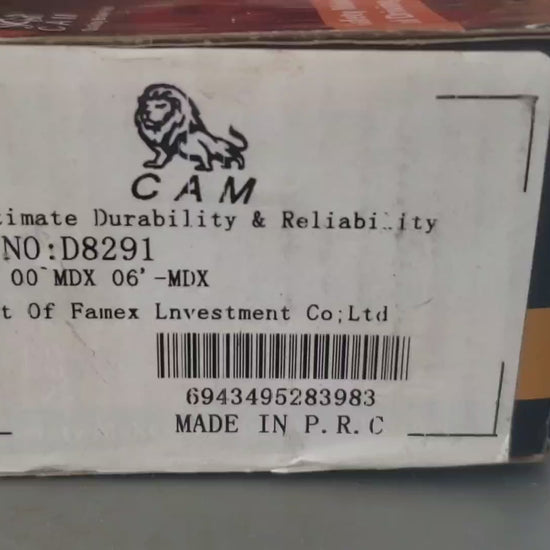 CAM
timate Durability & Reliability
NO:D8291
00~MDX 06'-MDX
t Of Famex Lnvestment Co;Ltd
6943495283983
MADE IN P.R.C